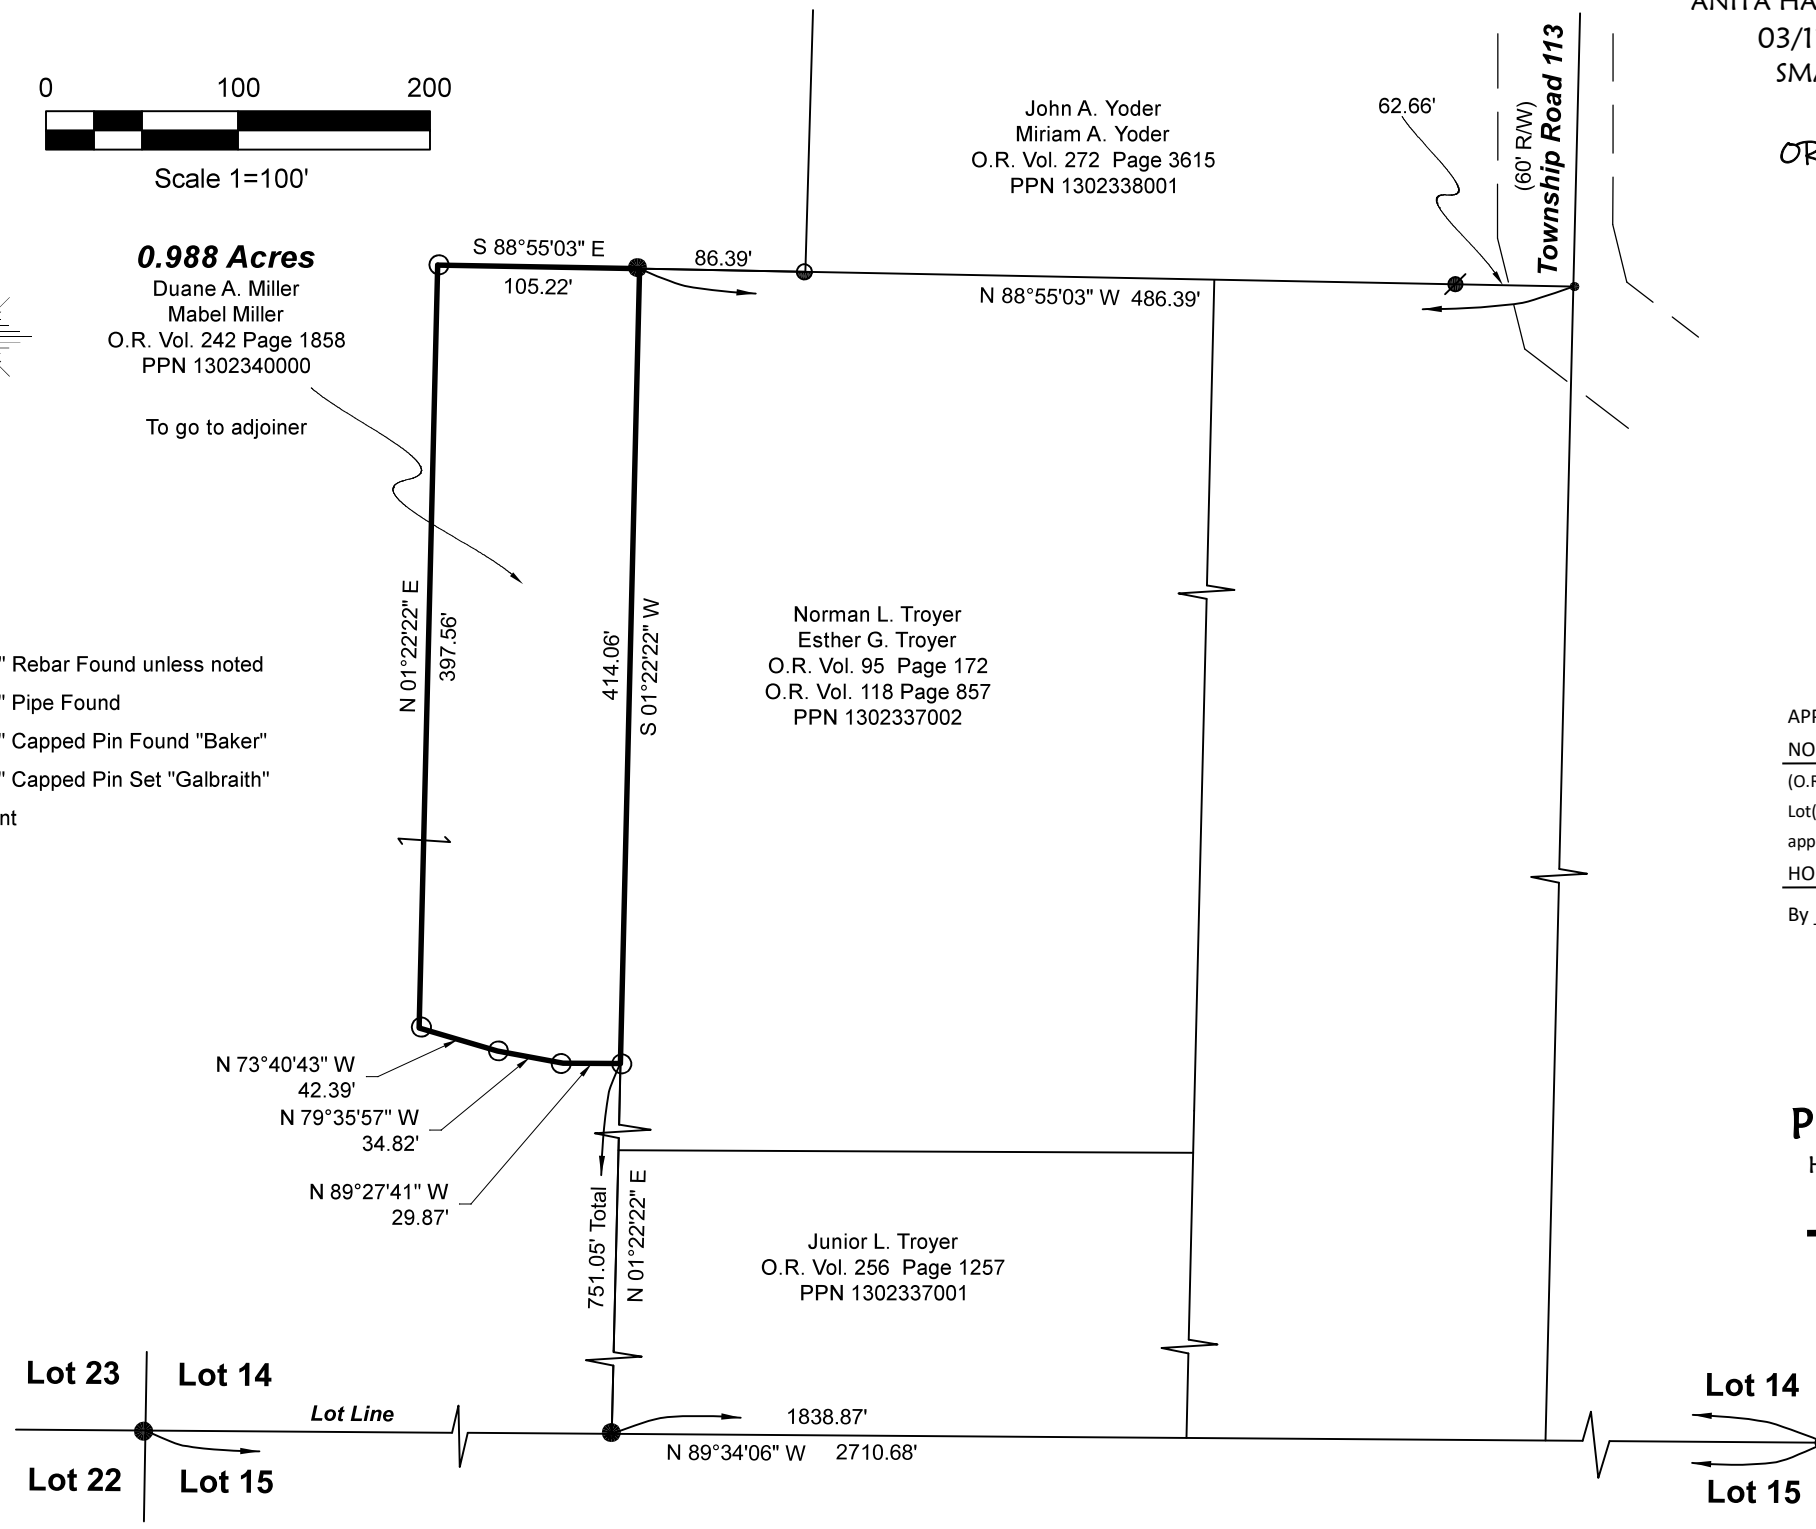 0 100 200
Scale 1=100'
0.988 Acres
Duane A. Miller
Mabel Miller
O.R. Vol. 242 Page 1858
PPN 1302340000
To go to adjoiner
S 88°55'03" E
105.22'
86.39'
John A. Yoder
Miriam A. Yoder
O.R. Vol. 272 Page 3615
PPN 1302338001
62.66'
(60' R/W)
Township Road 113
N 88°55'03" W 486.39'
03/1
N 01°22'22" E
397.56'
414.06'
S 01°22'22" W
Norman L. Troyer
Esther G. Troyer
O.R. Vol. 95 Page 172
O.R. Vol. 118 Page 857
PPN 1302337002
" Rebar Found unless noted
" Pipe Found
" Capped Pin Found "Baker"
" Capped Pin Set "Galbraith"
nt
NO
Lot(
app
HO
By
N 73°40'43" W
42.39'
N 79°35'57" W
34.82'
N 89°27'41" W
29.87'
751.05' Total
N 01°22'22" E
Junior L. Troyer
O.R. Vol. 256 Page 1257
PPN 1302337001
Lot 23
Lot 14
Lot Line
Lot 22
Lot 15
1838.87'
N 89°34'06" W 2710.68'
Lot 14
Lot 15